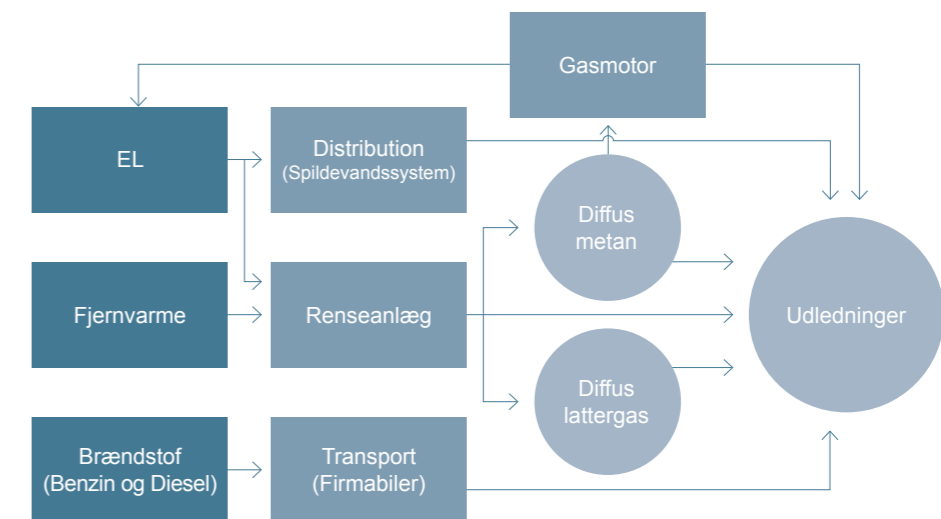 Gasmotor
EL
Distribution
(Spildevandssystem)
Diffus
metan
Fjernvarme
Renseanlæg
Udledninger
Diffus
lattergas
Brændstof
(Benzin og Diesel)
Transport
(Firmabiler)